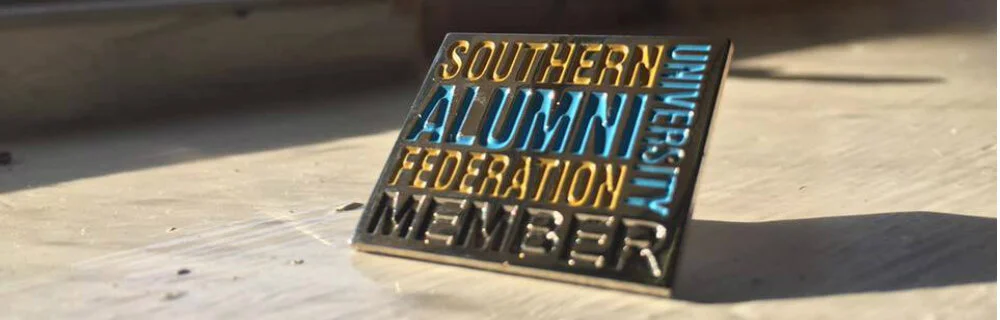 SOUTHERN
UNIVERSITY
ALUMNI
FEDERATION
MEMBER